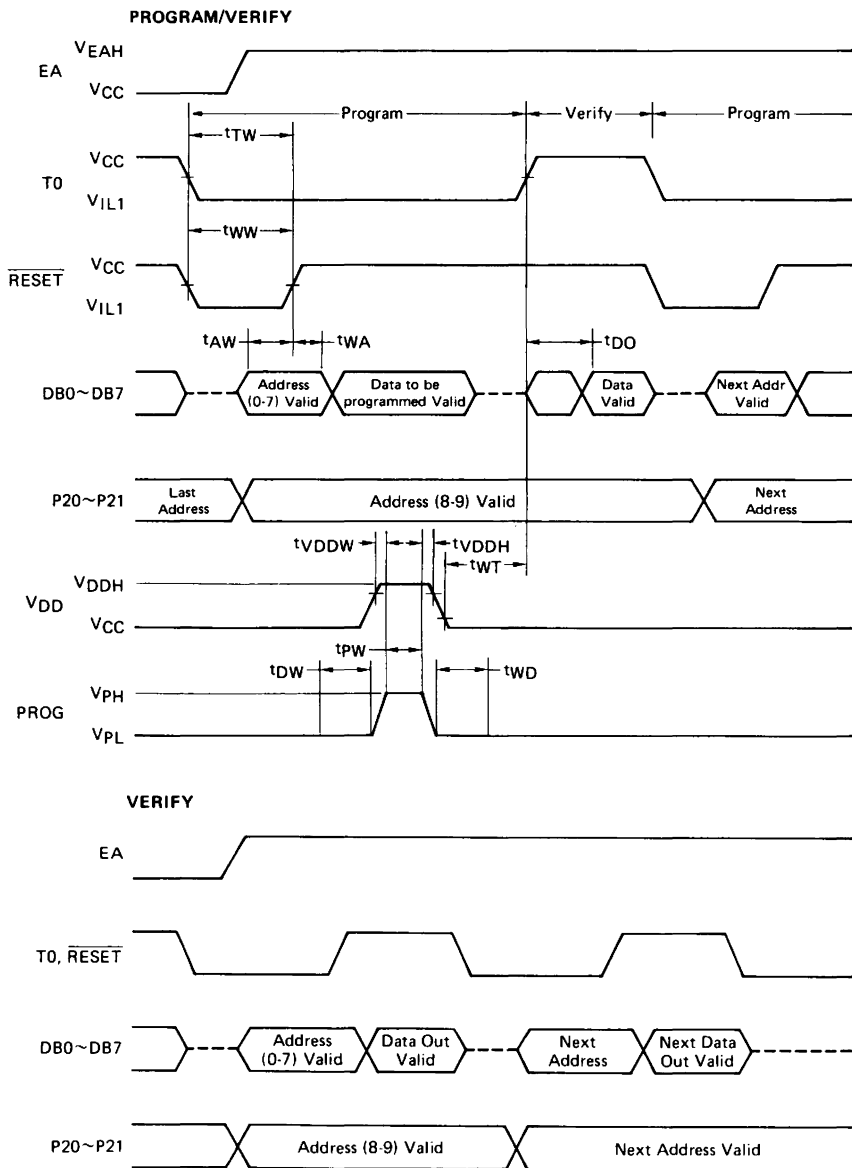 PROGRAM/VERIFY
EA
VEAH
VCC
Program
Verify
Program
tTW
T0
VCC
VIL1
tWW
RESET
VCC
VIL1
tAW
tWA
tDO
DB0~DB7
Address
(0-7) Valid
Data to be
programmed Valid
Data
Valid
Next Addr
Valid
P20~P21
Last
Address
Address (8-9) Valid
Next
Address
tVDDW
tVDDH
tWT
VDD
VDDH
VCC
tPW
tDW
tWD
PROG
VPH
VPL
VERIFY
EA
T0, RESET
DB0~DB7
Address
(0-7) Valid
Data Out
Valid
Next
Address
Next Data
Out Valid
P20~P21
Address (8-9) Valid
Next Address Valid